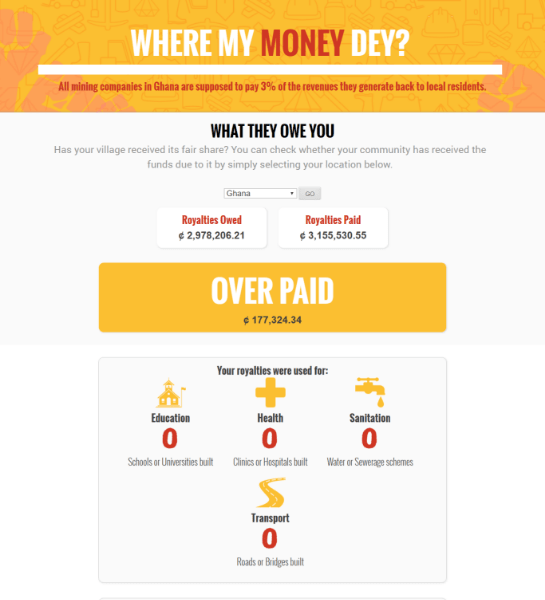 WHERE MY MONEY DEY?
All mining companies in Ghana are supposed to pay 3% of the revenues they generate back to local residents.
WHAT THEY OWE YOU
Has your village received its fair share? You can check whether your community has received the
funds due to it by simply selecting your location below.
Ghana GO
Royalties Owed Royalties Paid
¢ 2,978,206.21 ¢ 3,155,530.55
OVER PAID
¢ 177,324.34
Your royalties were used for:
Education Health Sanitation
0 0 0
Schools or Universities built Clinics or Hospitals built Water or Sewerage schemes
Transport
0
Roads or Bridges built